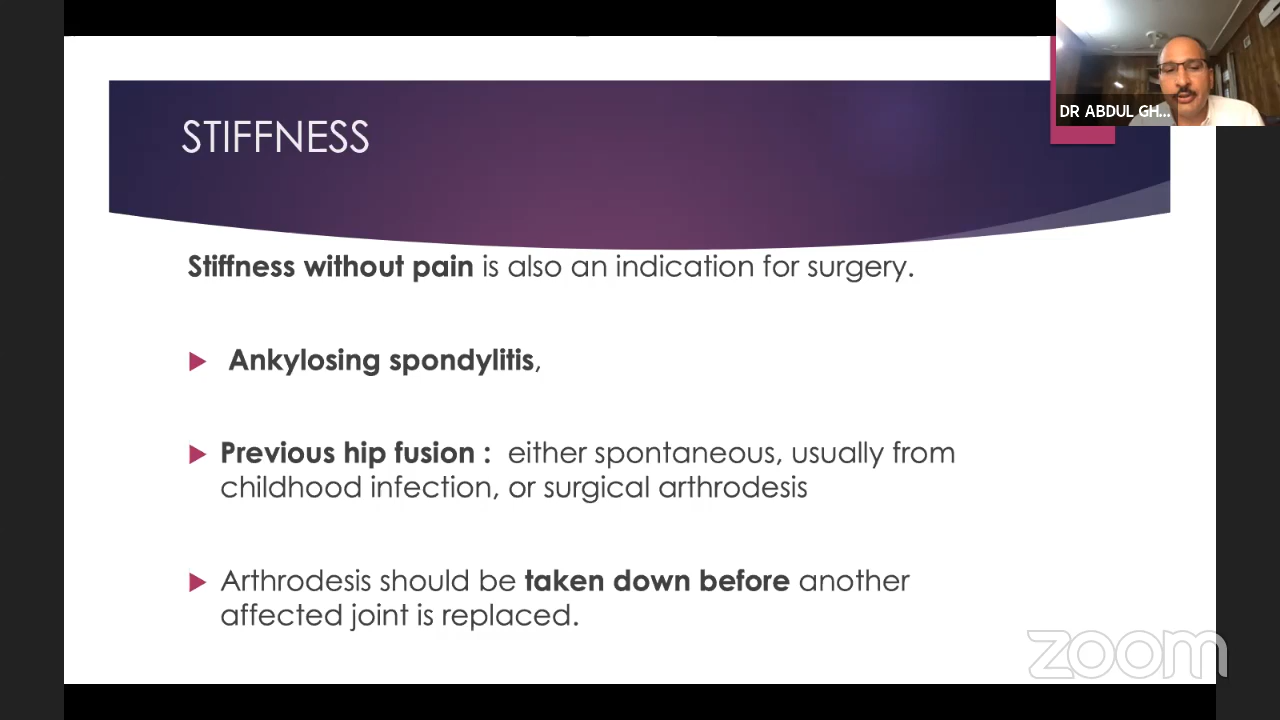 STIFFNESS
DR ABDUL GH...
Stiffness without pain is also an indication for surgery.
Ankylosing spondylitis,
Previous hip fusion : either spontaneous, usually from
childhood infection, or surgical arthrodesis
Arthrodesis should be taken down before another
affected joint is replaced.
zoom